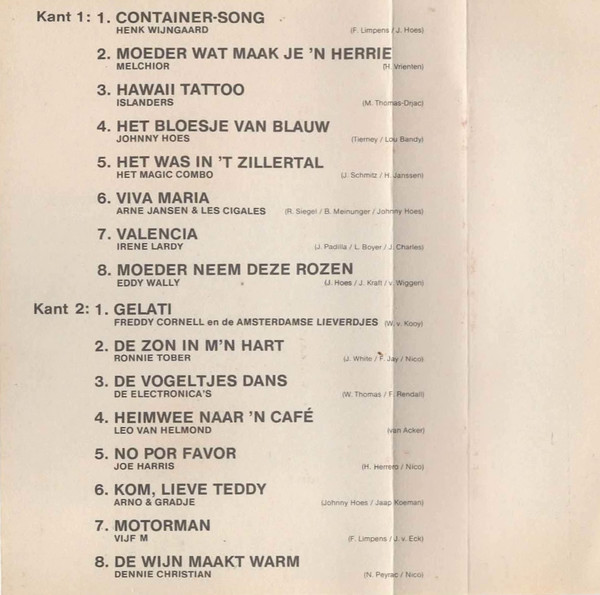 Kant 1: 1. CONTAINER-SONG
HENK WIJNGAARD (F. Limpens / J. Hoes)
2. MOEDER WAT MAAK JE 'N HERRIE
MELCHIOR (H. Vrienten)
3. HAWAII TATTOO
ISLANDERS (M. Thomas-Drjac)
4. HET BLOESJE VAN BLAUW
JOHNNY HOES (Tierney / Lou Bandy)
5. HET WAS IN 'T ZILLERTAL
HET MAGIC COMBO (J. Schmitz / H. Janssen)
6. VIVA MARIA
ARNE JANSEN & LES CIGALES (R. Siegel / B. Meinunger / Johnny Hoes)
7. VALENCIA
IRENE LARDY (J. Padilla / L. Boyer / J. Charles)
8. MOEDER NEEM DEZE ROZEN
EDDY WALLY (J. Hoes / J. Kraft / v. Wiggen)
Kant 2: 1. GELATI
FREDDY CORNELL en de AMSTERDAMSE LIEVERDJES (W. v. Kooy)
2. DE ZON IN M'N HART
RONNIE TOBER (J. White / F. Jay / Nico)
3. DE VOGELTJES DANS
DE ELECTRONICA'S (W. Thomas / F. Rendall)
4. HEIMWEE NAAR 'N CAFÉ
LEO VAN HELMOND (van Acker)
5. NO POR FAVOR
JOE HARRIS (H. Herrero / Nico)
6. KOM, LIEVE TEDDY
ARNO & GRADJE (Johnny Hoes / Jaap Koeman)
7. MOTORMAN
VIJF M (F. Limpens / J. v. Eck)
8. DE WIJN MAAKT WARM
DENNIE CHRISTIAN (N. Peyrac / Nico)